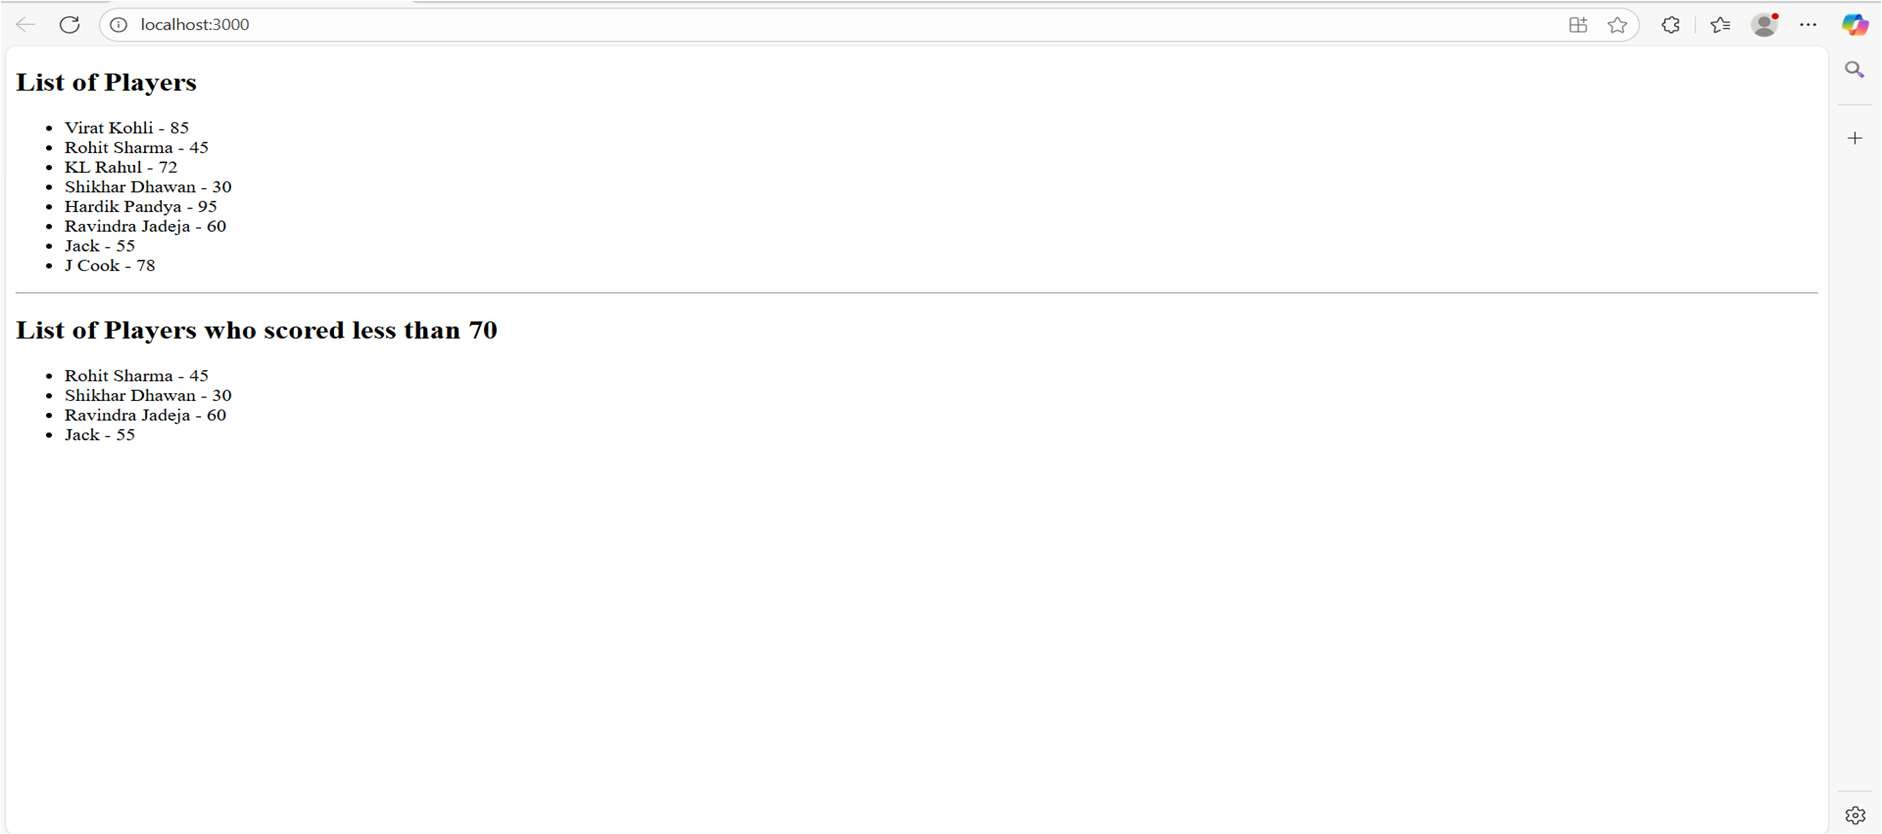 localhost:3000
List of Players
• Virat Kohli - 85
• Rohit Sharma - 45
• KL Rahul - 72
• Shikhar Dhawan - 30
• Hardik Pandya - 95
• Ravindra Jadeja - 60
• Jack - 55
• J Cook - 78
List of Players who scored less than 70
• Rohit Sharma - 45
• Shikhar Dhawan - 30
• Ravindra Jadeja - 60
• Jack - 55